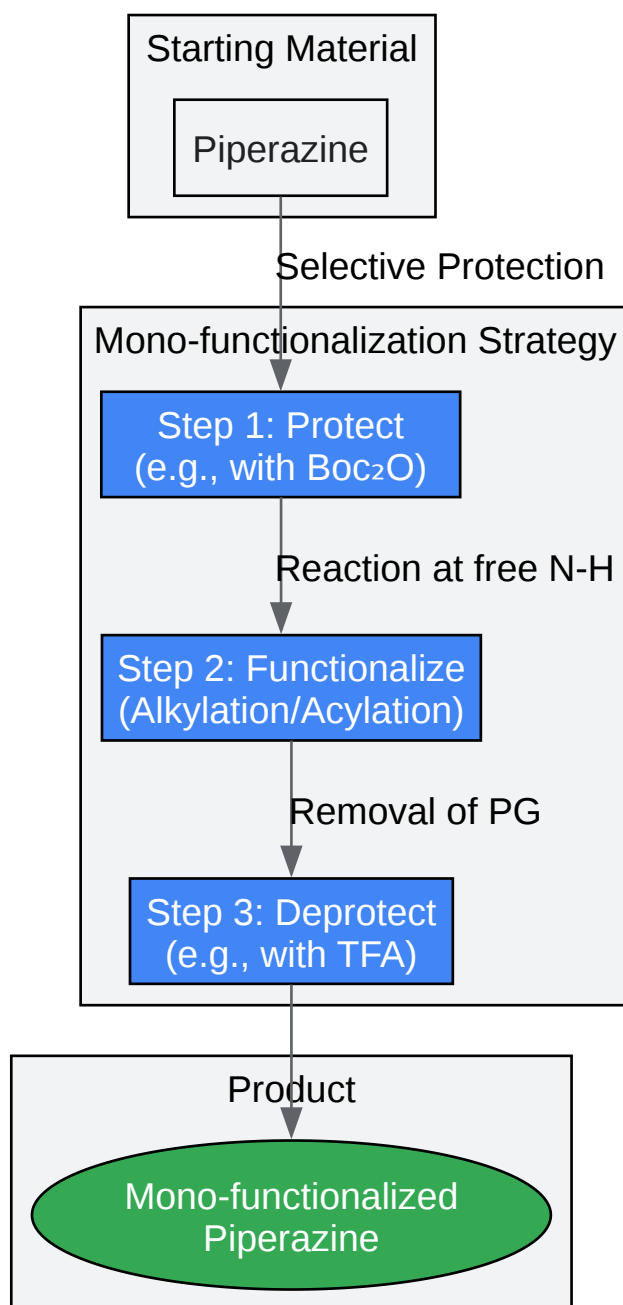 Starting Material
Piperazine
Selective Protection
Mono-functionalization Strategy
Step 1: Protect
(e.g., with Boc₂O)
Reaction at free N-H
Step 2: Functionalize
(Alkylation/Acylation)
Removal of PG
Step 3: Deprotect
(e.g., with TFA)
Product
Mono-functionalized
Piperazine